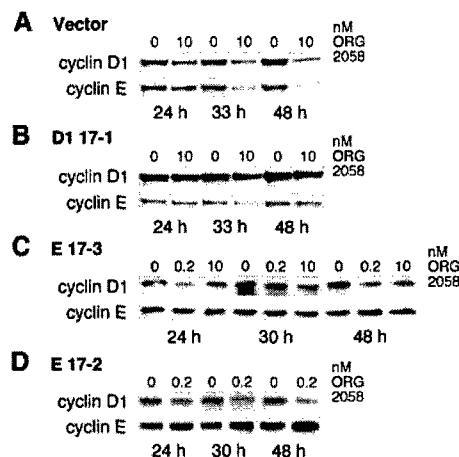 A Vector
nM
0 10 0 10 0 10 ORG
cyclin D1 2058
cyclin E
24 h 33 h 48 h
B D1 17-1
nM
0 10 0 10 0 10 ORG
cyclin D1 2058
cyclin E
24 h 33 h 48 h
C E 17-3
nM
0 0.2 10 0 0.2 10 0 0.2 10 ORG
cyclin D1 2058
cyclin E
24 h 30 h 48 h
D E 17-2
nM
0 0.2 0 0.2 0 0.2 ORG
cyclin D1 2058
cyclin E
24 h 30 h 48 h